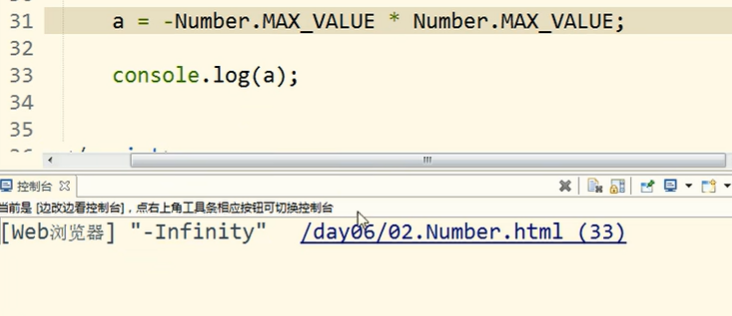 31 a = -Number.MAX_VALUE * Number.MAX_VALUE;
32
33 console.log(a);
34
35
控制台
当前是 [边改边看控制台]，点右上角工具条相应按钮可切换控制台
[Web浏览器] "-Infinity" /day06/02.Number.html (33)